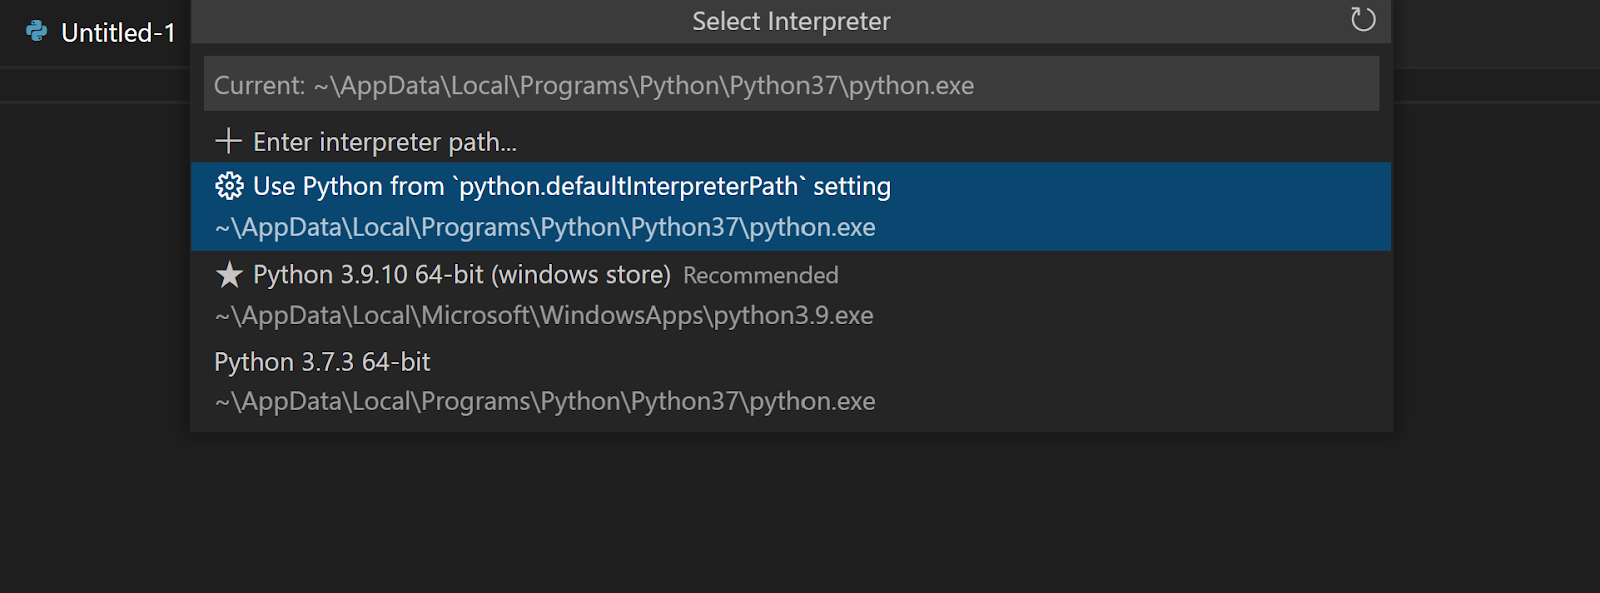 Untitled-1
Select Interpreter
Current: ~\AppData\Local\Programs\Python\Python37\python.exe
Enter interpreter path...
Use Python from `python.defaultInterpreterPath` setting
~\AppData\Local\Programs\Python\Python37\python.exe
Python 3.9.10 64-bit (windows store) Recommended
~\AppData\Local\Microsoft\WindowsApps\python3.9.exe
Python 3.7.3 64-bit
~\AppData\Local\Programs\Python\Python37\python.exe